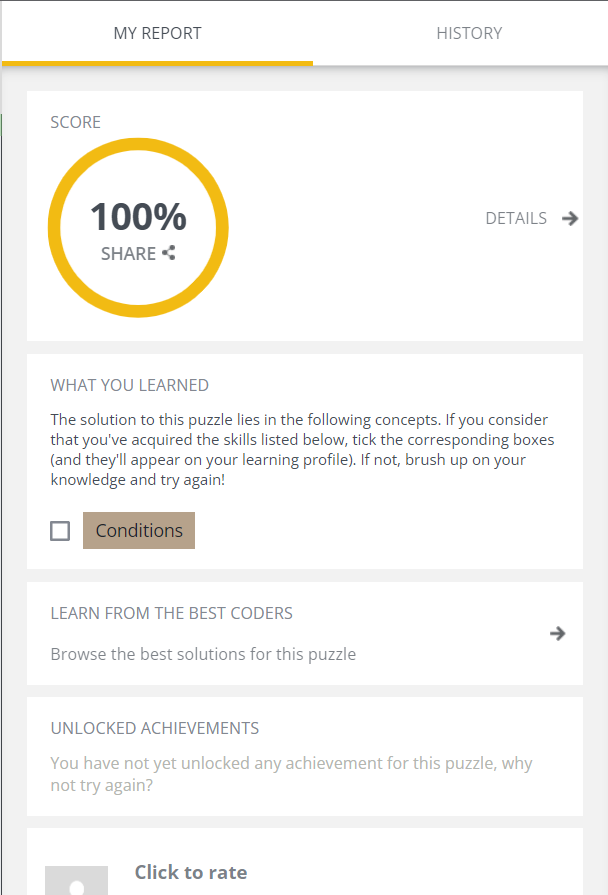 MY REPORT
HISTORY
SCORE
100%
SHARE
DETAILS
WHAT YOU LEARNED
The solution to this puzzle lies in the following concepts. If you consider
that you've acquired the skills listed below, tick the corresponding boxes
(and they'll appear on your learning profile). If not, brush up on your
knowledge and try again!
Conditions
LEARN FROM THE BEST CODERS
Browse the best solutions for this puzzle
UNLOCKED ACHIEVEMENTS
You have not yet unlocked any achievement for this puzzle, why
not try again?
Click to rate